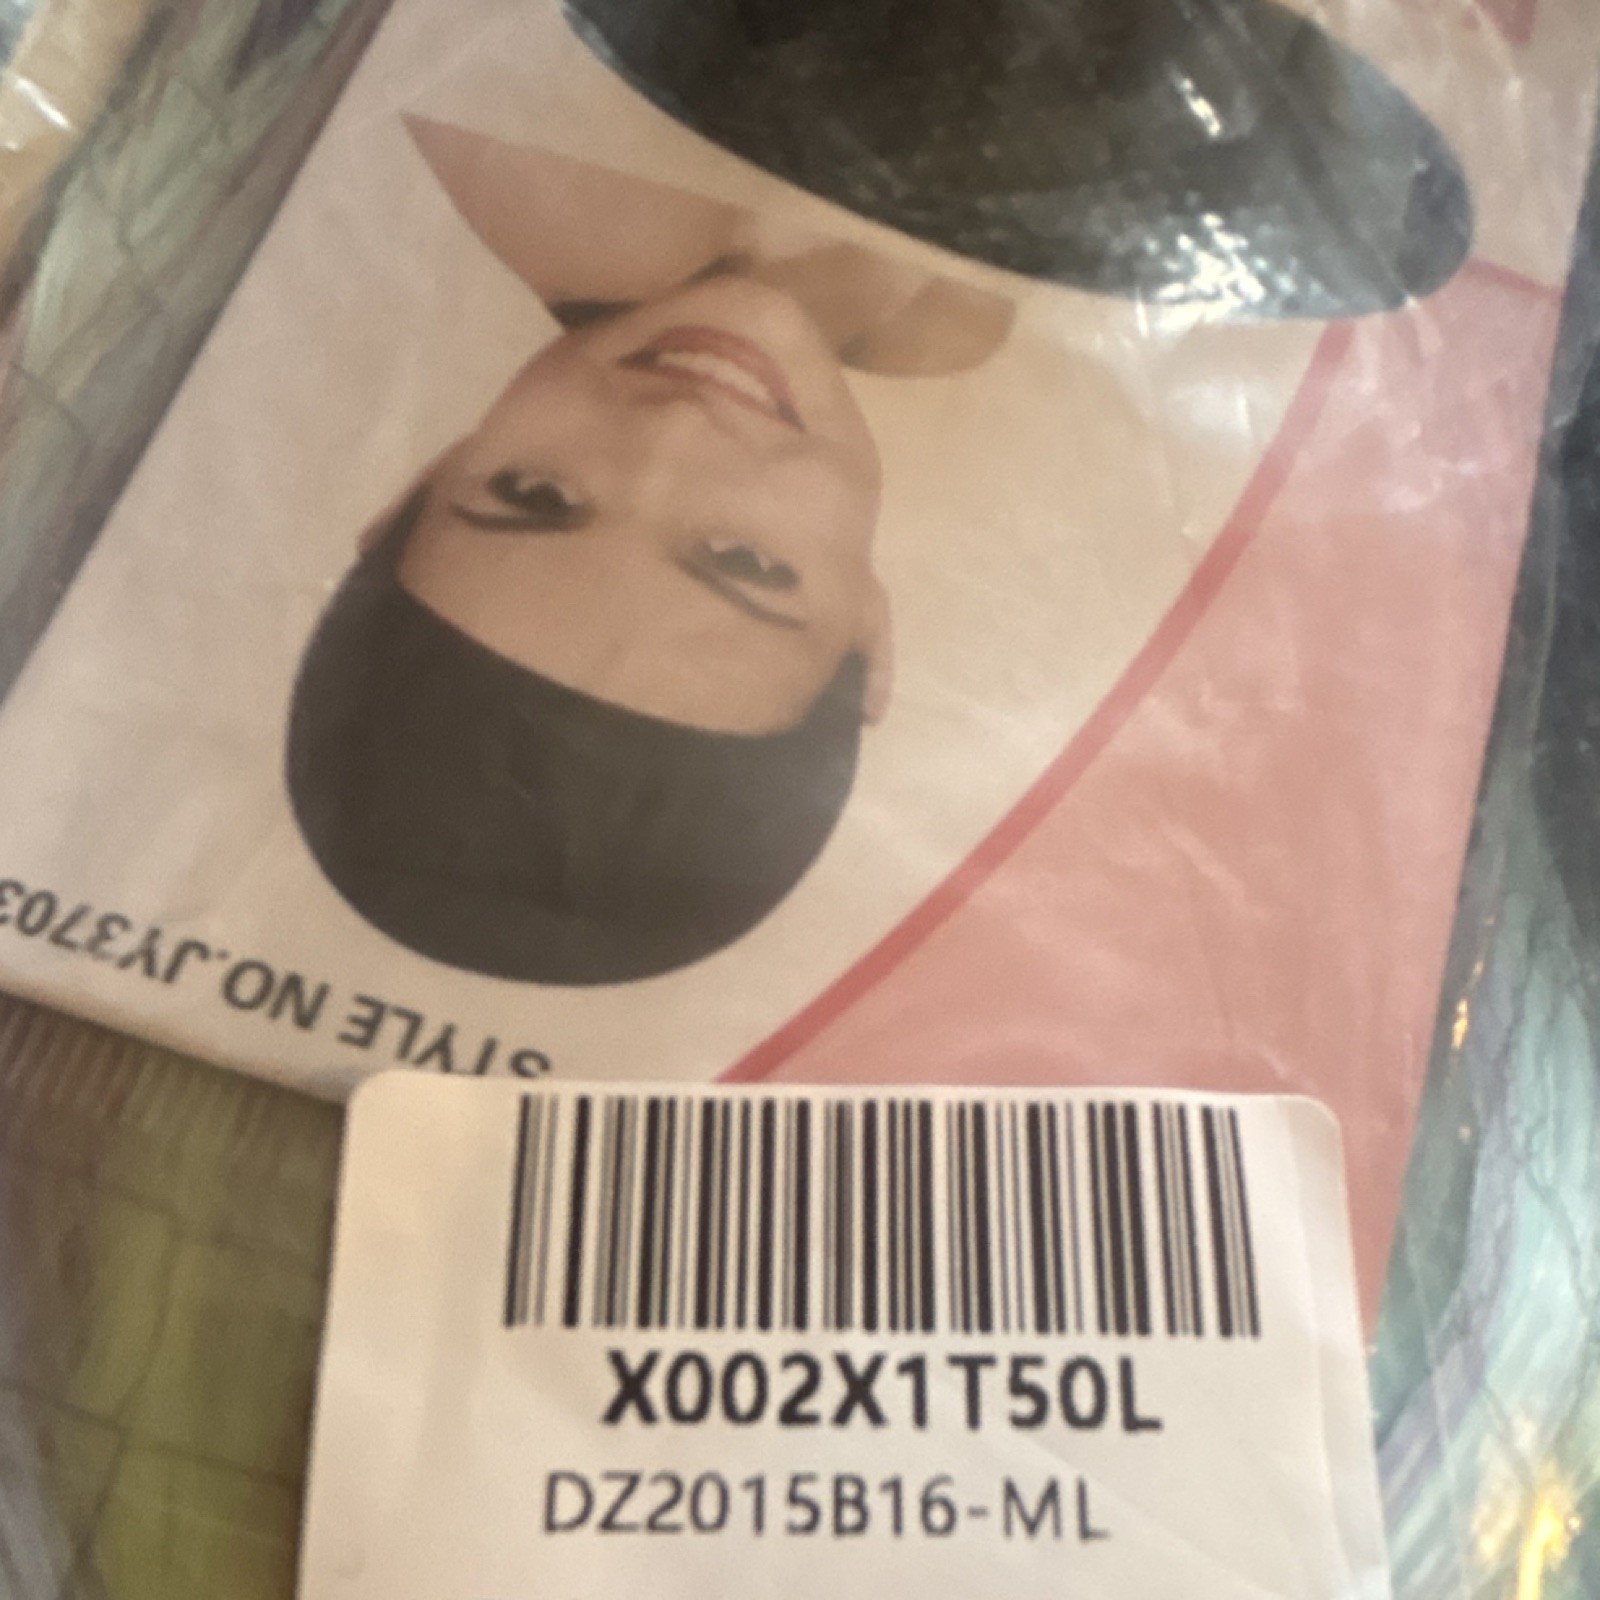 STYLE NO.JY3703
X002X1T50L
DZ2015B16-ML